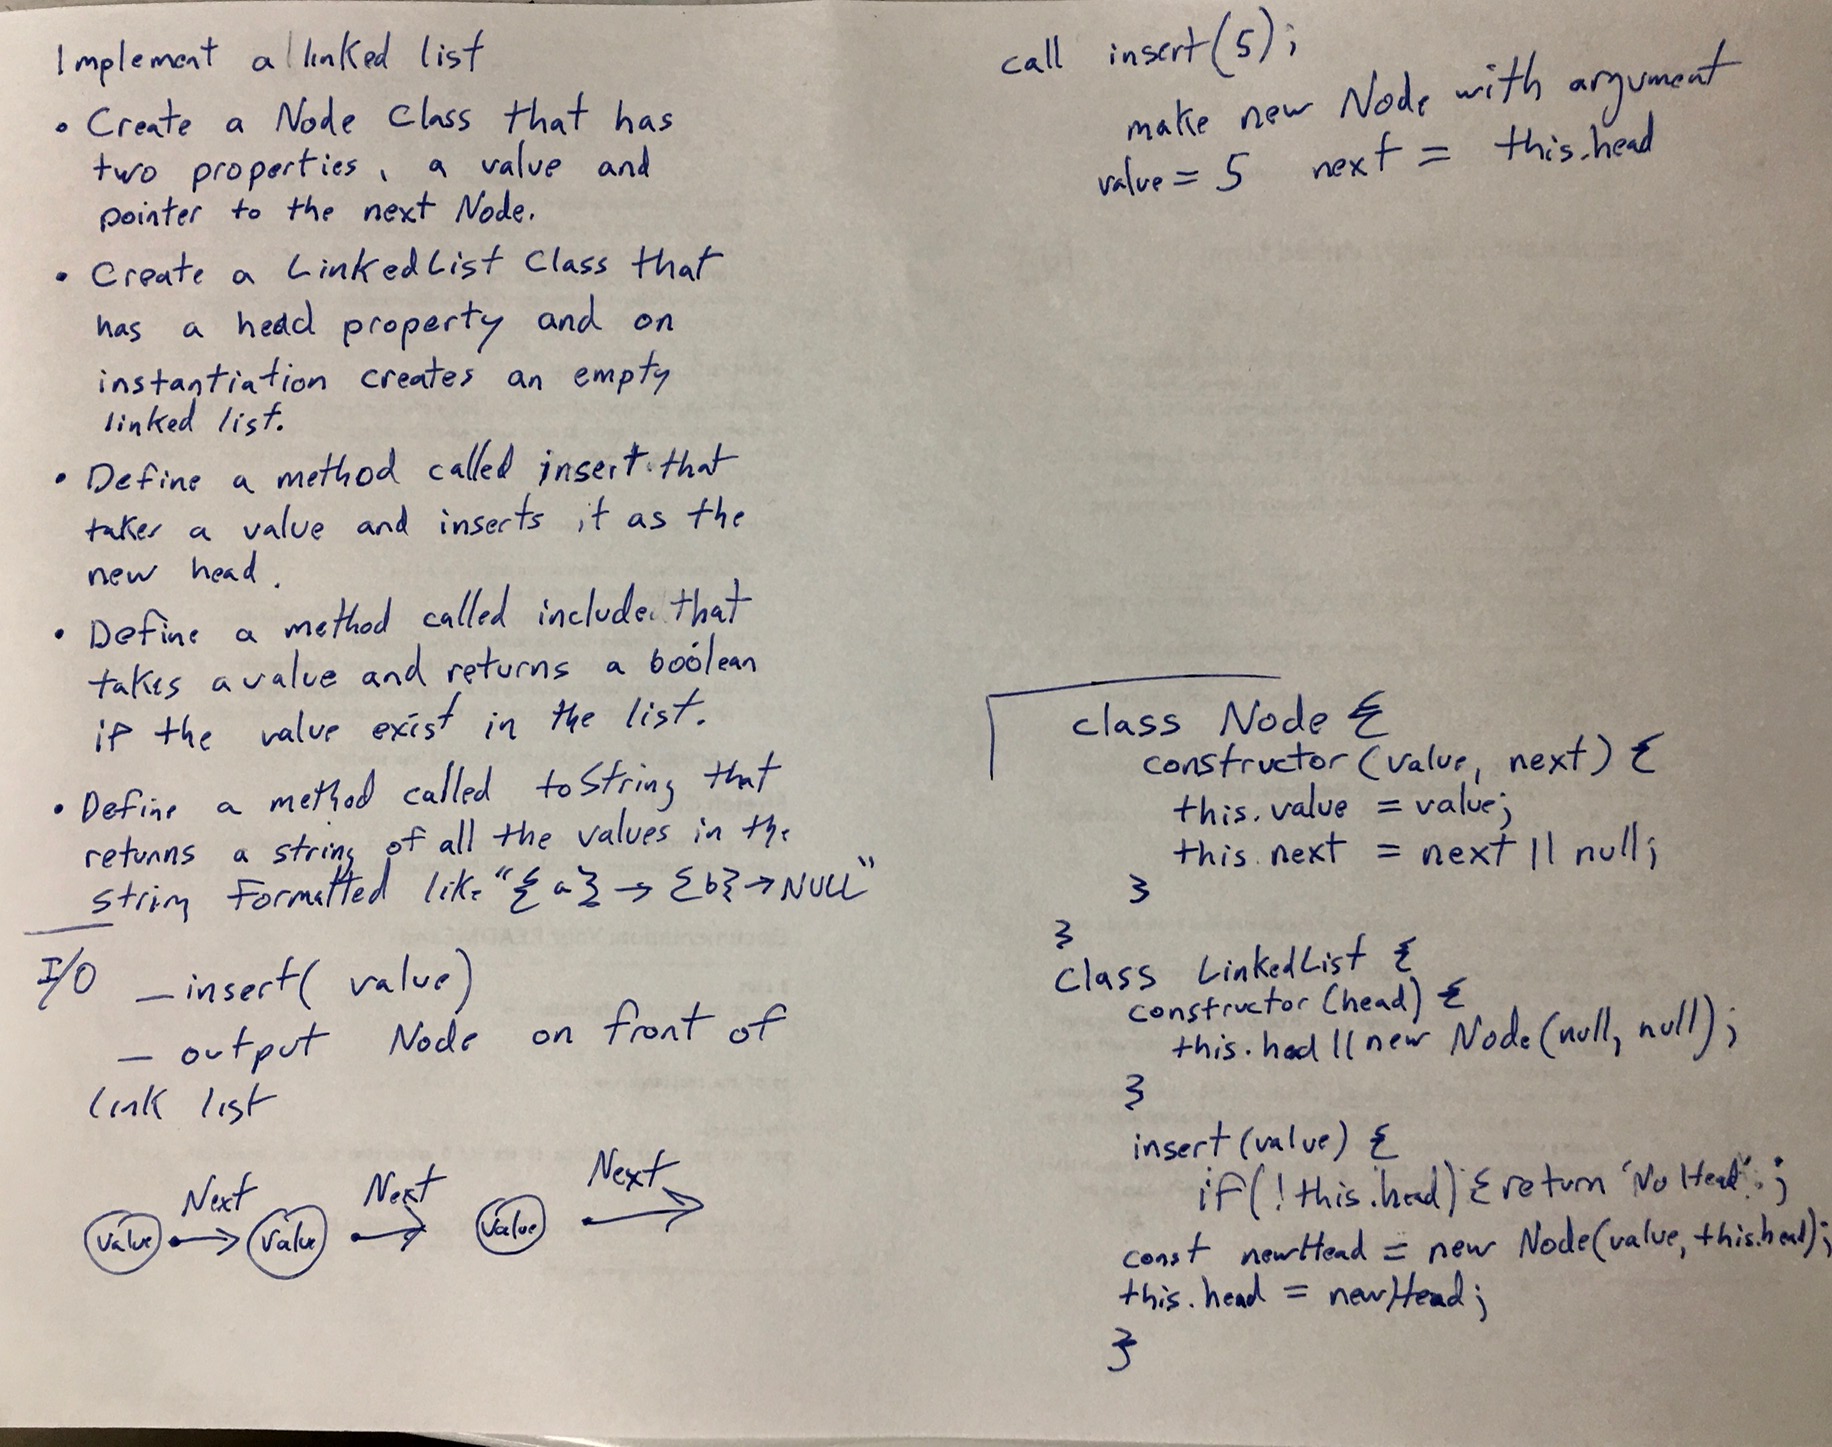 Implement a linked list
• Create a Node Class that has
two properties, a value and
pointer to the next Node.
• Create a LinkedList Class that
has a head property and on
instantiation creates an empty
linked list.
• Define a method called insert that
takes a value and inserts it as the
new head.
• Define a method called includes that
takes a value and returns a boolean
if the value exist in the list.
• Define a method called toString that
returns a string of all the values in the
string formatted like "{a} → {b} → NULL"
I/O
– insert( value)
– output Node on front of
link list
Next Next Next
value value value
call insert(5);
make new Node with argument
value = 5 next = this.head
class Node {
constructor (value, next) {
this.value = value;
this.next = next || null;
}
}
class LinkedList {
constructor (head) {
this.had || new Node(null, null);
}
insert (value) {
if( ! this.head) { return 'No Head';
const newHead = new Node(value, this.head);
this.head = newHead;
}